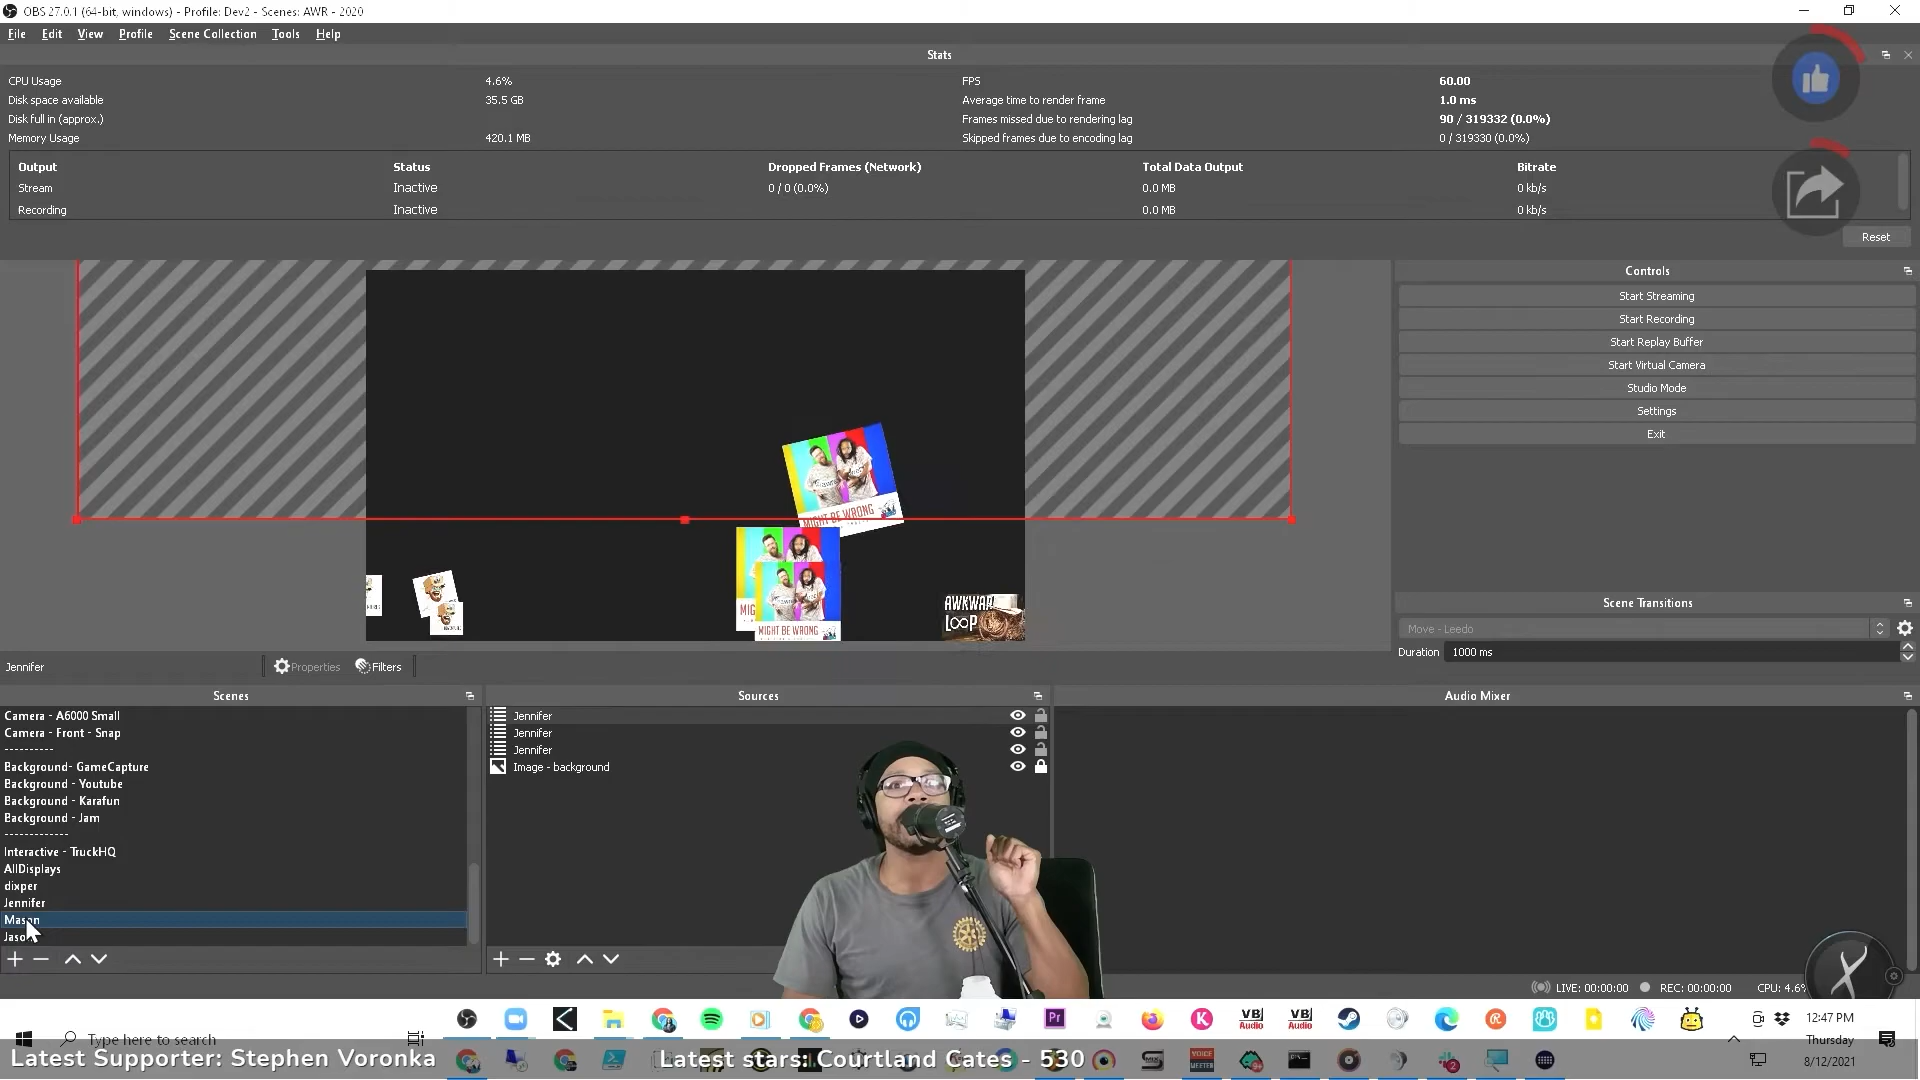 OBS 27.0.1 (64-bit, windows) - Profile: Dev2 - Scenes: AWR - 2020
File Edit View Profile Scene Collection Tools Help
Stats
CPU Usage 4.6% FPS 60.00
Disk space available 35.5 GB Average time to render frame 1.0 ms
Disk full in (approx.) Frames missed due to rendering lag 90 / 319332 (0.0%)
Memory Usage 420.1 MB Skipped frames due to encoding lag 0 / 319330 (0.0%)
Output Status Dropped Frames (Network) Total Data Output Bitrate
Stream Inactive 0 / 0 (0.0%) 0.0 MB 0 kb/s
Recording Inactive 0.0 MB 0 kb/s
Reset
Controls
Start Streaming
Start Recording
Start Replay Buffer
Start Virtual Camera
Studio Mode
Settings
Exit
MIGHT BE WRONG
MIG
MIGHT BE WRONG
AWKWAR
LOOP
Scene Transitions
Move - Leedo
Duration 1000 ms
Jennifer Properties Filters
Scenes Sources Audio Mixer
Camera - A6000 Small
Camera - Front - Snap
----------
Background- GameCapture
Background - Youtube
Background - Karafun
Background - Jam
-------------
Interactive - TruckHQ
AllDisplays
dixper
Jennifer
Mason
Jaso
Jennifer
Jennifer
Jennifer
Image - background
LIVE: 00:00:00 REC: 00:00:00 CPU: 4.6%
Type here to search
Pr
K
VB
Audio
VB
Audio
12:47 PM
Thursday
8/12/2021
Latest Supporter: Stephen Voronka
Latest stars: Courtland Cates - 530